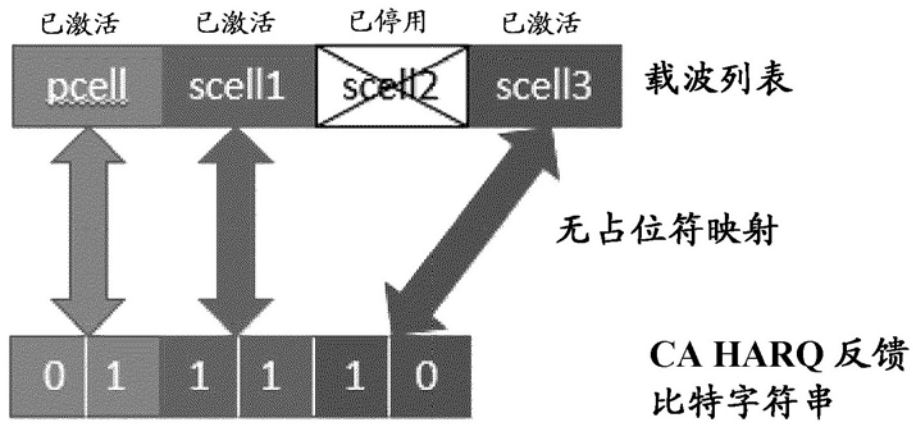 已激活 已激活 已停用 已激活
pcell scell1 scell2 scell3 载波列表
无占位符映射
0 1 1 1 1 0
CA HARQ 反馈
比特字符串